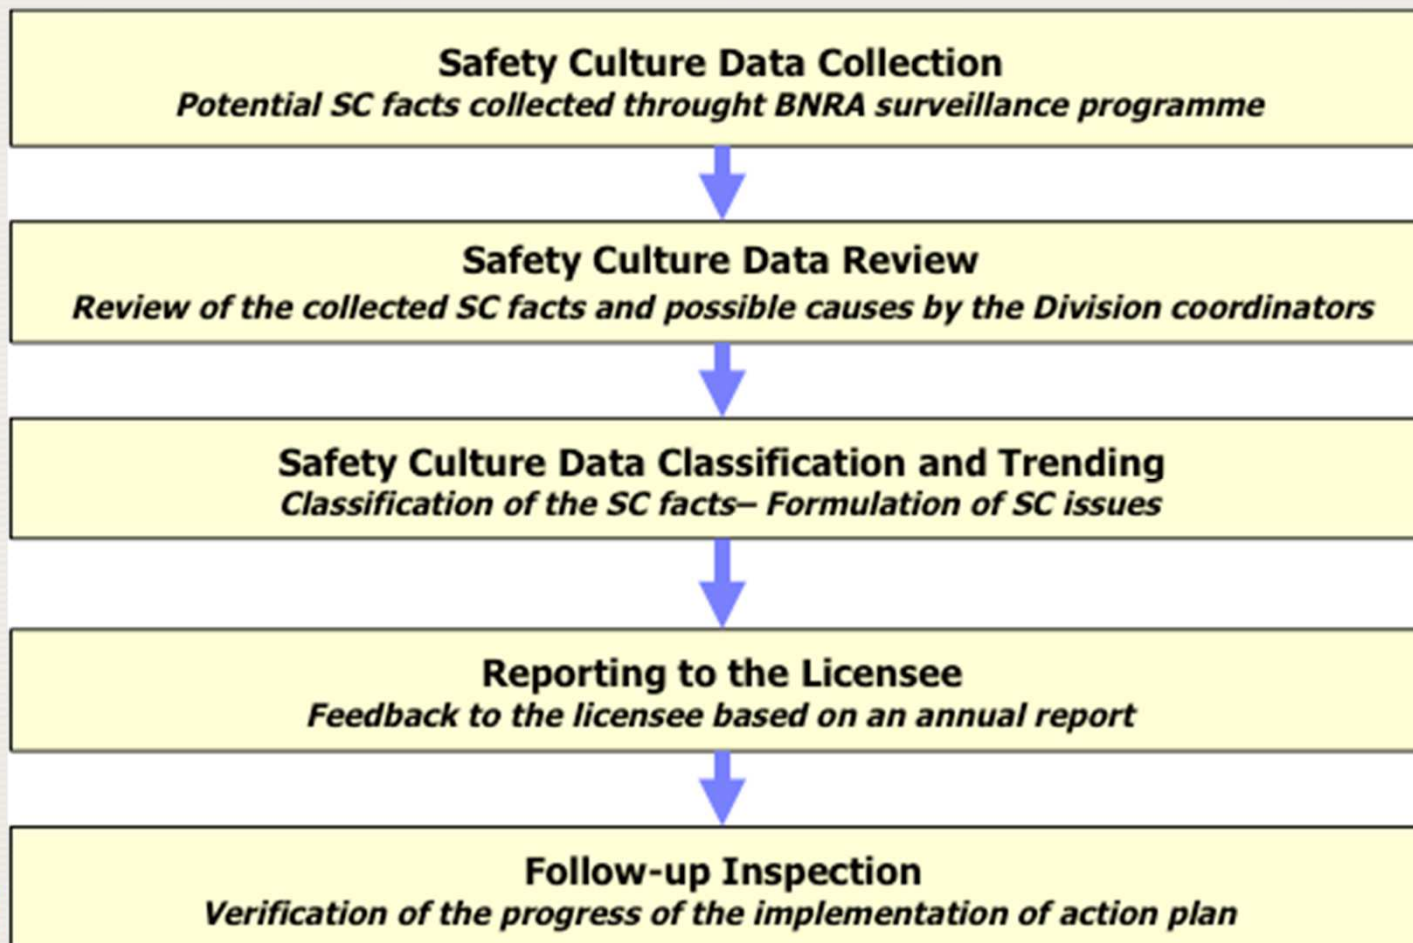 Safety Culture Data Collection
Potential SC facts collected throught BNRA surveillance programme
Safety Culture Data Review
Review of the collected SC facts and possible causes by the Division coordinators
Safety Culture Data Classification and Trending
Classification of the SC facts– Formulation of SC issues
Reporting to the Licensee
Feedback to the licensee based on an annual report
Follow-up Inspection
Verification of the progress of the implementation of action plan